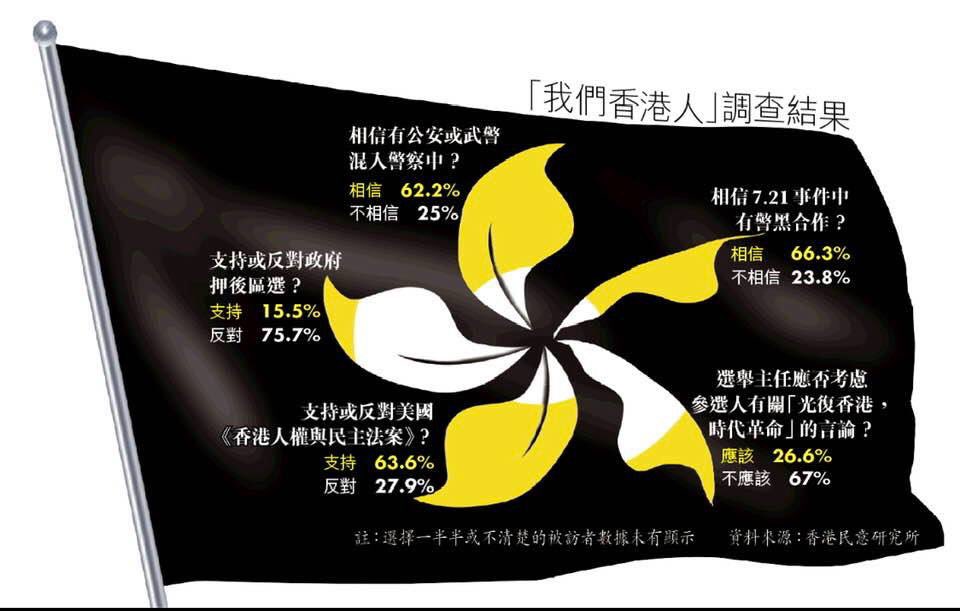 「我們香港人」調查結果
相信有公安或武警
混入警察中？
相信 62.2%
不相信 25%
相信7.21事件中
有警黑合作？
相信 66.3%
不相信 23.8%
支持或反對政府
押後區選？
支持 15.5%
反對 75.7%
選舉主任應否考慮
參選人有關「光復香港，
時代革命」的言論？
應該 26.6%
不應該 67%
支持或反對美國
《香港人權與民主法案》？
支持 63.6%
反對 27.9%
註：選擇一半半或不清楚的被訪者數據未有顯示 資料來源：香港民意研究所